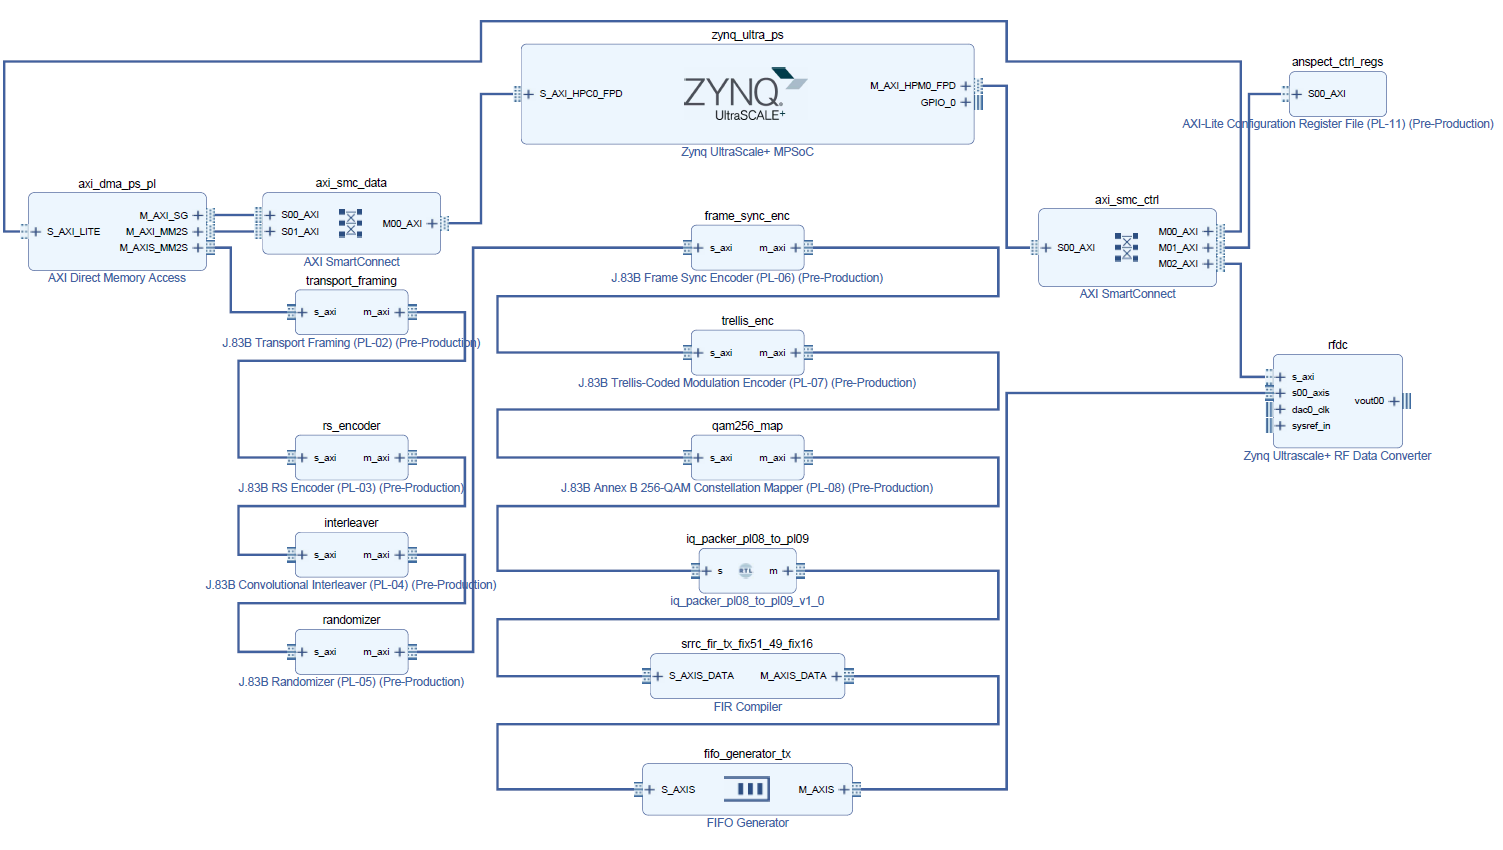 zynq_ultra_ps
S_AXI_HPC0_FPD
ZYNQ.
UltraSCALE+
M_AXI_HPM0_FPD
GPIO_0
Zynq UltraScale+ MPSoC
anspect_ctrl_regs
S00_AXI
AXI-Lite Configuration Register File (PL-11) (Pre-Production)
axi_dma_ps_pl
S_AXI_LITE
M_AXI_SG
M_AXI_MM2S
M_AXIS_MM2S
AXI Direct Memory Access
axi_smc_data
S00_AXI
S01_AXI
M00_AXI
AXI SmartConnect
transport_framing
s_axi
m_axi
J.83B Transport Framing (PL-02) (Pre-Production)
rs_encoder
s_axi
m_axi
J.83B RS Encoder (PL-03) (Pre-Production)
interleaver
s_axi
m_axi
J.83B Convolutional Interleaver (PL-04) (Pre-Production)
randomizer
s_axi
m_axi
J.83B Randomizer (PL-05) (Pre-Production)
frame_sync_enc
s_axi
m_axi
J.83B Frame Sync Encoder (PL-06) (Pre-Production)
trellis_enc
s_axi
m_axi
J.83B Trellis-Coded Modulation Encoder (PL-07) (Pre-Production)
qam256_map
s_axi
m_axi
J.83B Annex B 256-QAM Constellation Mapper (PL-08) (Pre-Production)
iq_packer_pl08_to_pl09
s
RTL
m
iq_packer_pl08_to_pl09_v1_0
srrc_fir_tx_fix51_49_fix16
S_AXIS_DATA
M_AXIS_DATA
FIR Compiler
fifo_generator_tx
S_AXIS
M_AXIS
FIFO Generator
axi_smc_ctrl
S00_AXI
M00_AXI
M01_AXI
M02_AXI
AXI SmartConnect
rfdc
s_axi
s00_axis
dac0_clk
sysref_in
vout00
Zynq Ultrascale+ RF Data Converter